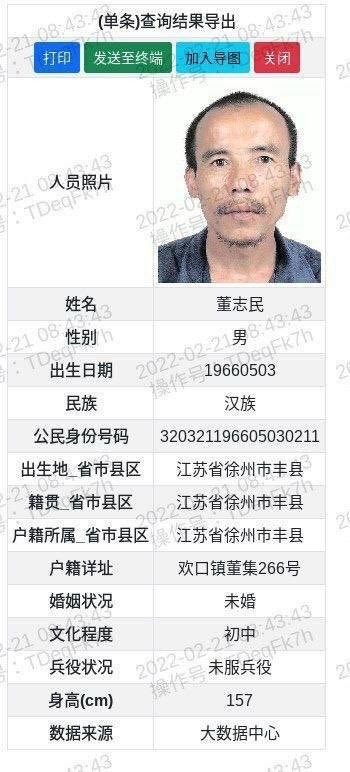 (单条)查询结果导出
打印 发送至终端 加入导图 关闭
人员照片
姓名 董志民
性别 男
出生日期 19660503
民族 汉族
公民身份号码 320321196605030211
出生地_省市县区 江苏省徐州市丰县
籍贯_省市县区 江苏省徐州市丰县
户籍所属_省市县区 江苏省徐州市丰县
户籍详址 欢口镇董集266号
婚姻状况 未婚
文化程度 初中
兵役状况 未服兵役
身高(cm) 157
数据来源 大数据中心
2022-02-21 08:43:43
操作号：TDeqFk7h